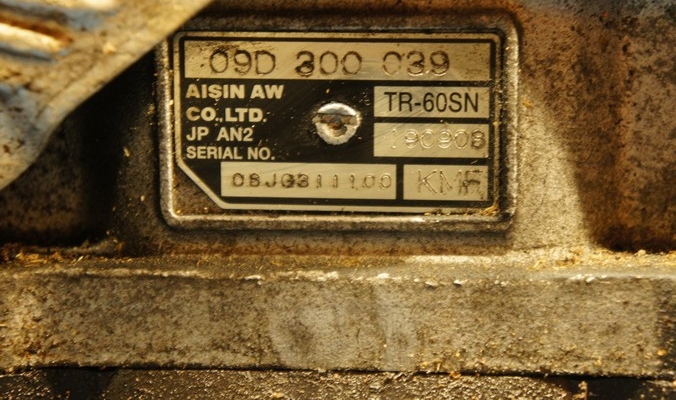 09D 300 039
AISIN AW
CO.,LTD.
TR-60SN
JP AN2
190908
SERIAL NO.
08JG311100
KMF